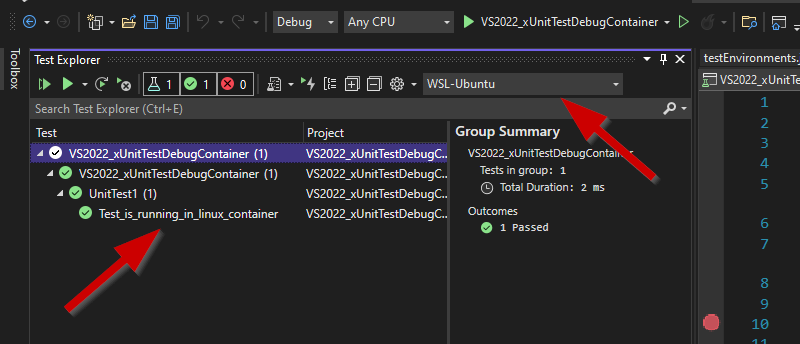 Debug Any CPU VS2022_xUnitTestDebugContainer
Toolbox
Test Explorer
testEnvironments.
1 1 0 WSL-Ubuntu
VS2022_xUnitTes
Search Test Explorer (Ctrl+E)
Test Project
VS2022_xUnitTestDebugContainer (1) VS2022_xUnitTestDebugC...
VS2022_xUnitTestDebugContainer (1) VS2022_xUnitTestDebugC...
UnitTest1 (1) VS2022_xUnitTestDebugC...
Test_is_running_in_linux_container VS2022_xUnitTestDebugC...
Group Summary
VS2022_xUnitTestDebugContainer
Tests in group: 1
Total Duration: 2 ms
Outcomes
1 Passed
1
2
3
4
5
6
7
8
9
10
11